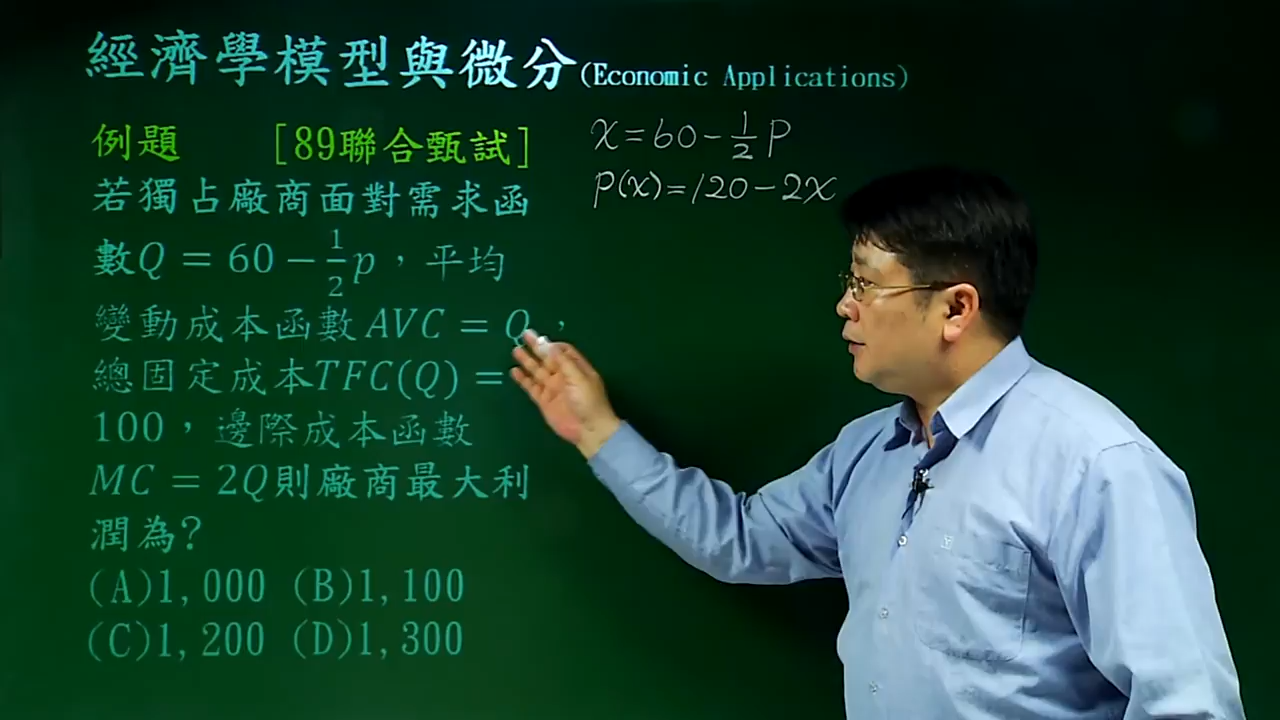 經濟學模型與微分(Economic Applications)
例題 [89聯合甄試]
若獨占廠商面對需求函
數Q = 60 − 1/2 p，平均
變動成本函數AVC = Q，
總固定成本TFC(Q) =
100，邊際成本函數
MC = 2Q則廠商最大利
潤為?
(A)1,000 (B)1,100
(C)1,200 (D)1,300
x=60-1/2 P
P(x)=120-2x